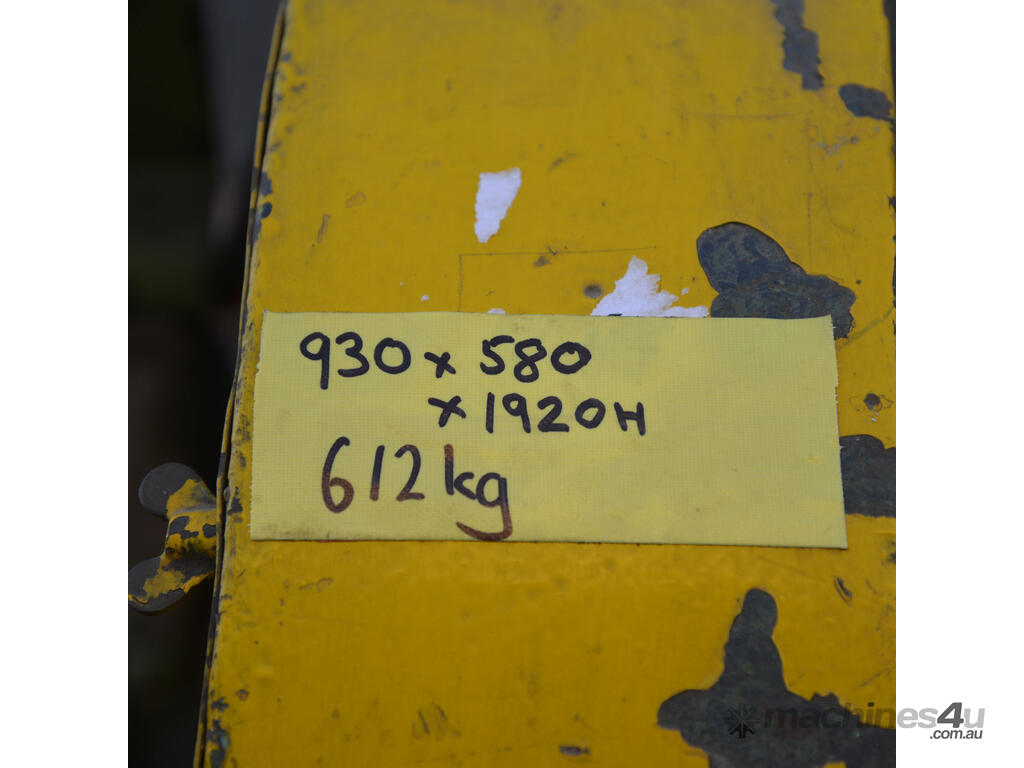 930 x 580
x 1920H
612 kg
machines4u
.com.au